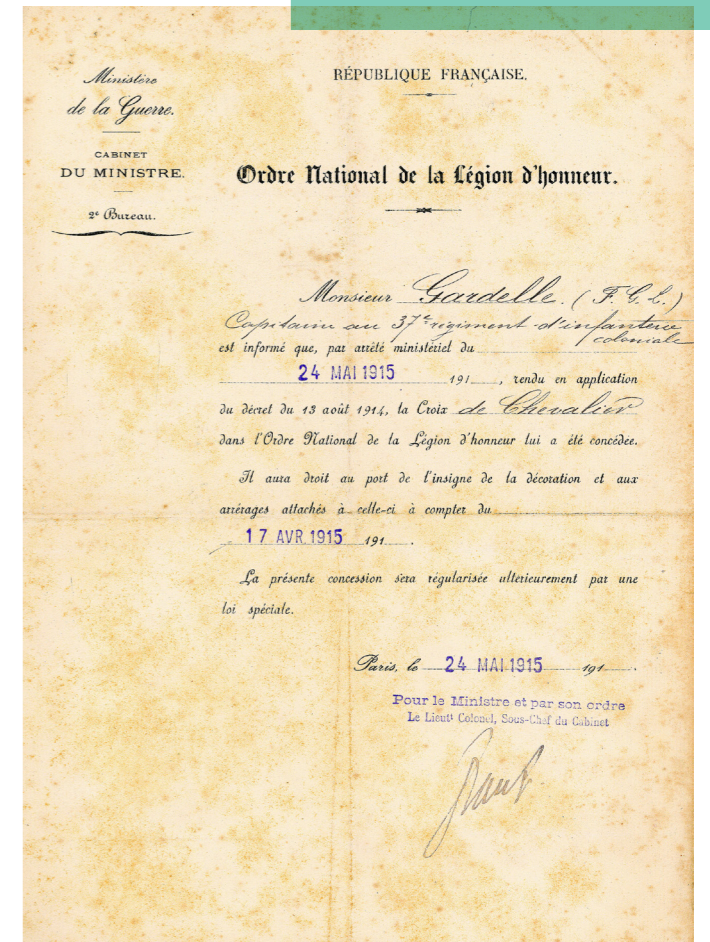 Ministère
de la Guerre.
CABINET
DU MINISTRE.
2e Bureau.
RÉPUBLIQUE FRANÇAISE.
Ordre National de la Légion d'honneur.
Monsieur Gardelle. (F. G. L.)
Capitaine au 37e régiment d'infanterie
coloniale
est informé que, par arrêté ministériel du
24 MAI 1915 191 , rendu en application
du décret du 13 août 1914, la Croix de Chevalier
dans l'Ordre National de la Légion d'honneur lui a été concédée.
Il aura droit au port de l'insigne de la décoration et aux
arrérages attachés à celle-ci à compter du
17 AVR 1915 191 .
La présente concession sera régularisée ultérieurement par une
loi spéciale.
Paris, le 24 MAI 1915 191 .
Pour le Ministre et par son ordre
Le Lieutt Colonel, Sous-Chef du Cabinet